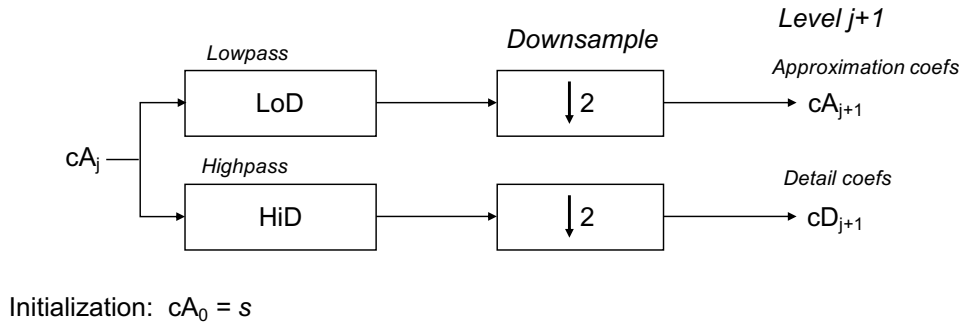 Level j+1
Downsample
Lowpass
Approximation coefs
LoD
↓ 2
cA_{j+1}
cA_j
Highpass
Detail coefs
HiD
↓ 2
cD_{j+1}
Initialization: cA_0 = s